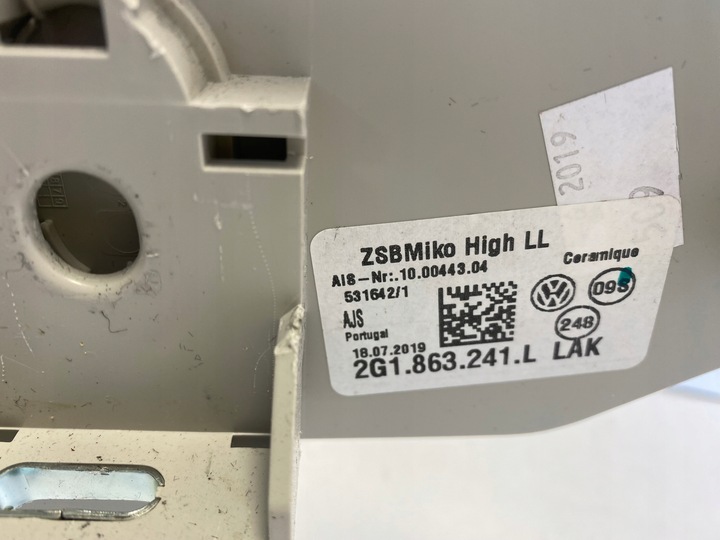 2019
ZSBMiko High LL
AIS-Nr:.10.00443.04
Ceramique
531642/1
AJS
Portugal
VW
248
18.07.2019
2G1.863.241.L LAK